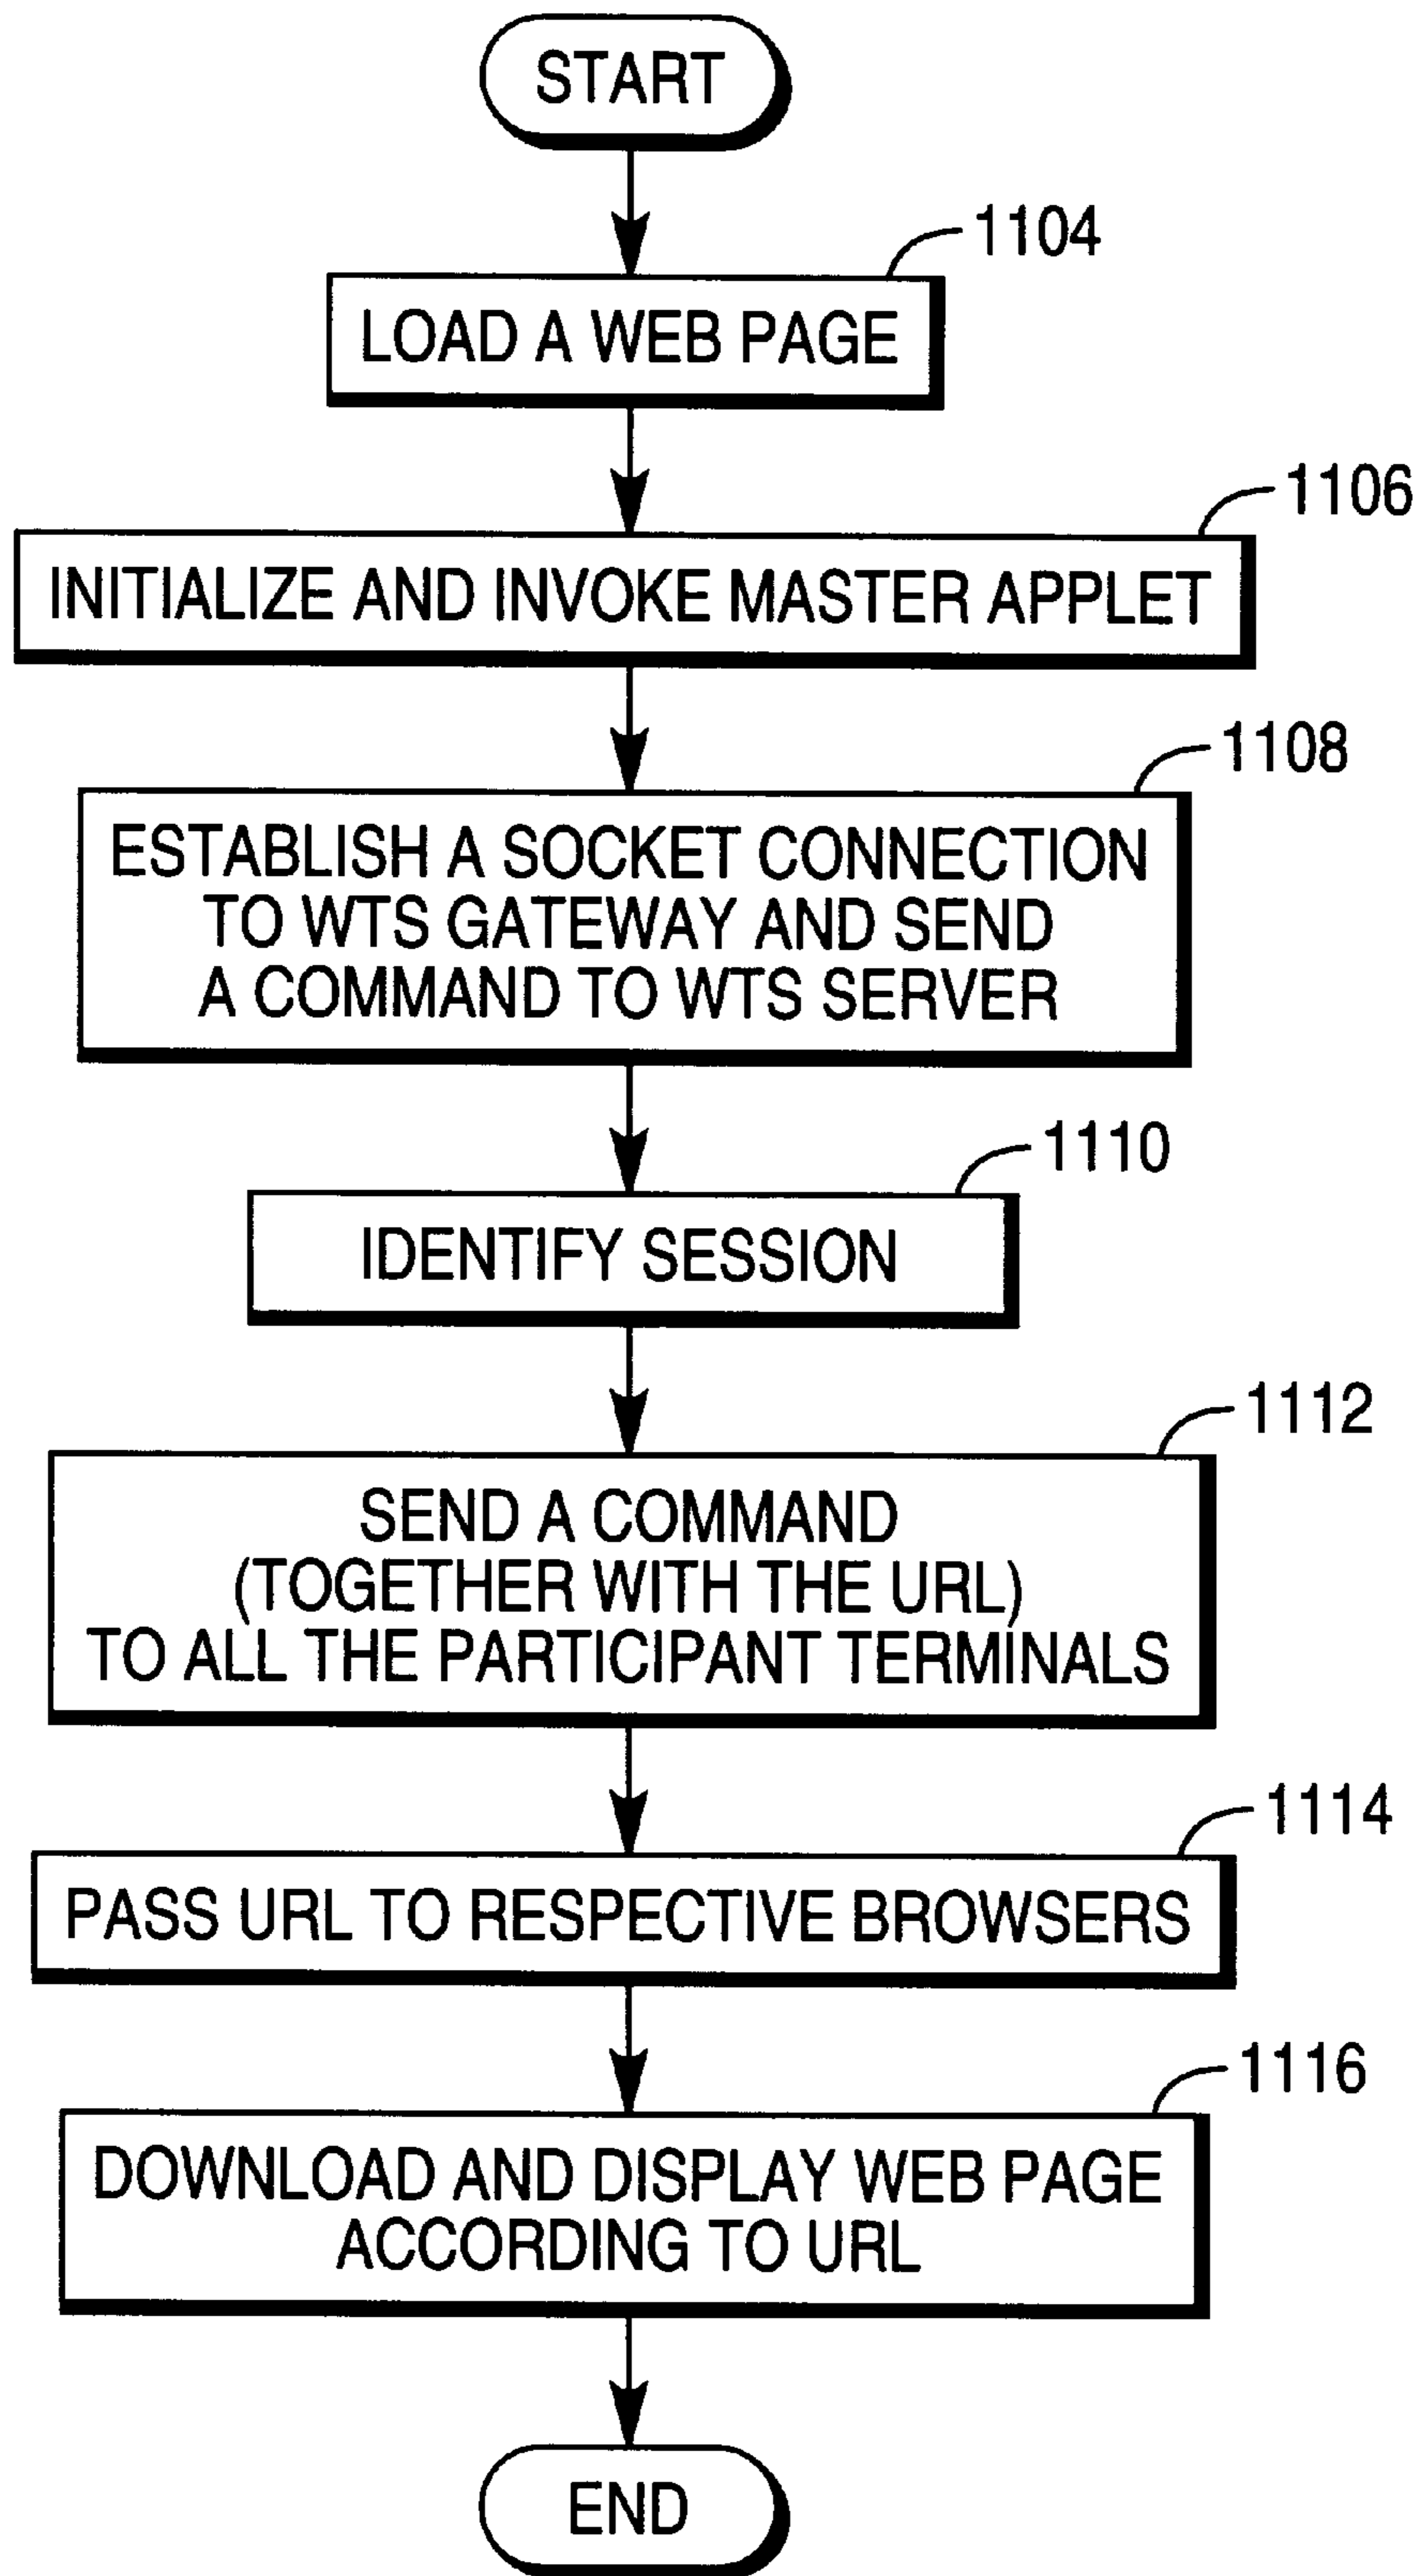 START
1104
LOAD A WEB PAGE
1106
INITIALIZE AND INVOKE MASTER APPLET
1108
ESTABLISH A SOCKET CONNECTION
TO WTS GATEWAY AND SEND
A COMMAND TO WTS SERVER
1110
IDENTIFY SESSION
1112
SEND A COMMAND
(TOGETHER WITH THE URL)
TO ALL THE PARTICIPANT TERMINALS
1114
PASS URL TO RESPECTIVE BROWSERS
1116
DOWNLOAD AND DISPLAY WEB PAGE
ACCORDING TO URL
END